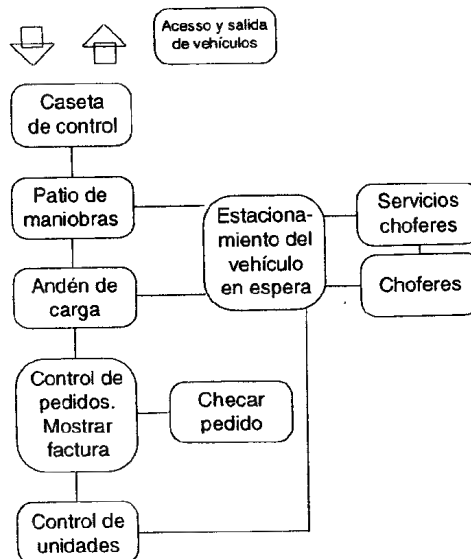 Acesso y salida
de vehículos
Caseta
de control
Patio de
maniobras
Estaciona-
miento del
vehículo
en espera
Servicios
choferes
Andén de
carga
Choferes
Control de
pedidos.
Mostrar
factura
Checar
pedido
Control de
unidades